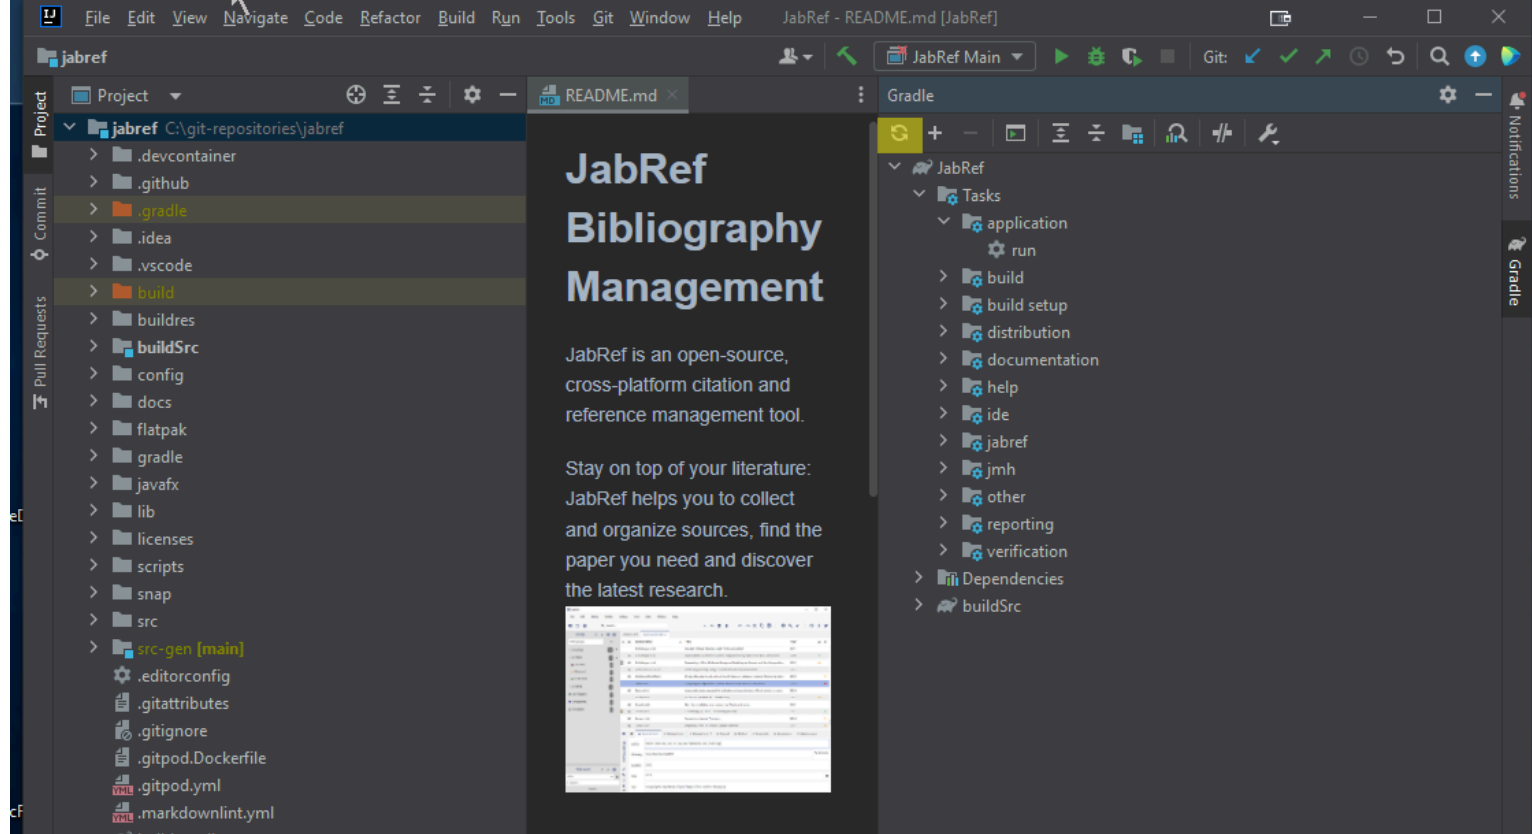 IJ File Edit View Navigate Code Refactor Build Run Tools Git Window Help JabRef - README.md [JabRef]
jabref JabRef Main Git:
Project
Commit
Pull Requests
Project
jabref C:\git-repositories\jabref
.devcontainer
.github
.gradle
.idea
.vscode
build
buildres
buildSrc
config
docs
flatpak
gradle
javafx
lib
licenses
scripts
snap
src
src-gen [main]
.editorconfig
.gitattributes
.gitignore
.gitpod.Dockerfile
YML .gitpod.yml
YML .markdownlint.yml
MD README.md
JabRef
Bibliography
Management
JabRef is an open-source,
cross-platform citation and
reference management tool.
Stay on top of your literature:
JabRef helps you to collect
and organize sources, find the
paper you need and discover
the latest research.
Gradle
JabRef
Tasks
application
run
build
build setup
distribution
documentation
help
ide
jabref
jmh
other
reporting
verification
Dependencies
buildSrc
Notifications
Gradle